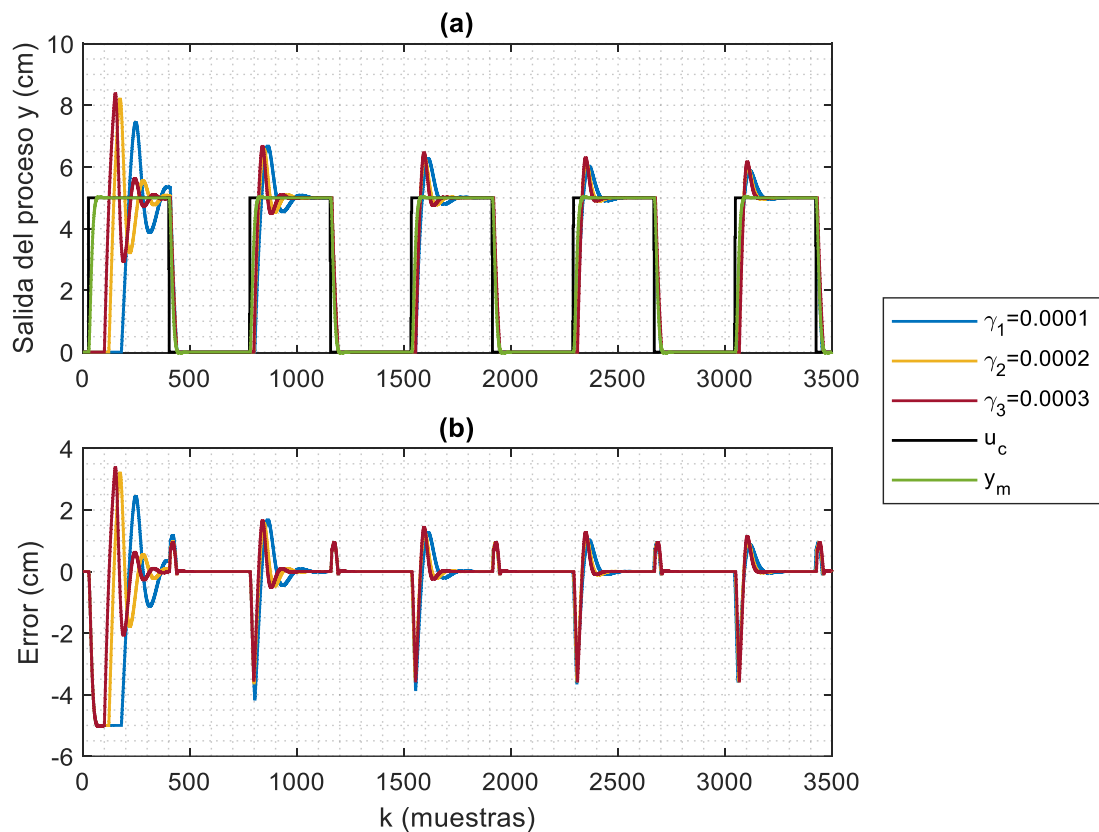 (a)
Salida del proceso y (cm)
10
8
6
4
2
0
0 500 1000 1500 2000 2500 3000 3500
(b)
Error (cm)
4
2
0
-2
-4
-6
0 500 1000 1500 2000 2500 3000 3500
k (muestras)
γ₁=0.0001
γ₂=0.0002
γ₃=0.0003
u_c
y_m